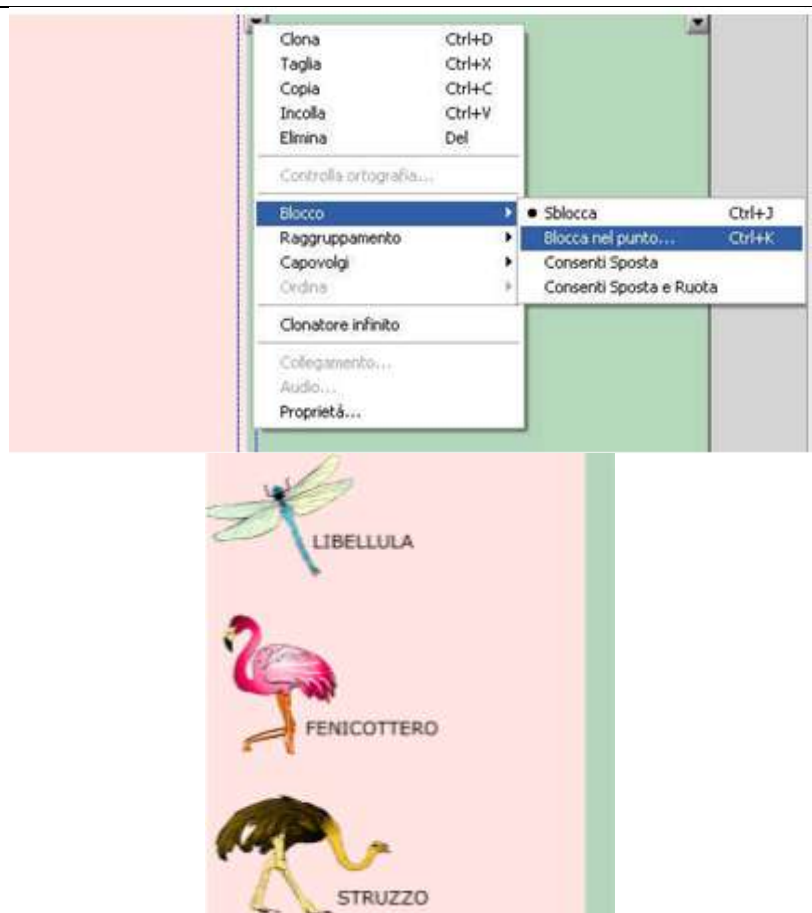 Clona Ctrl+D
Taglia Ctrl+X
Copia Ctrl+C
Incolla Ctrl+V
Elimina Del
Controlla ortografia...
Blocco
Raggruppamento
Capovolgi
Ordina
Sblocca Ctrl+J
Blocca nel punto... Ctrl+K
Consenti Sposta
Consenti Sposta e Ruota
Clonatore infinito
Collegamento...
Audio...
Proprietà...
LIBELLULA
FENICOTTERO
STRUZZO